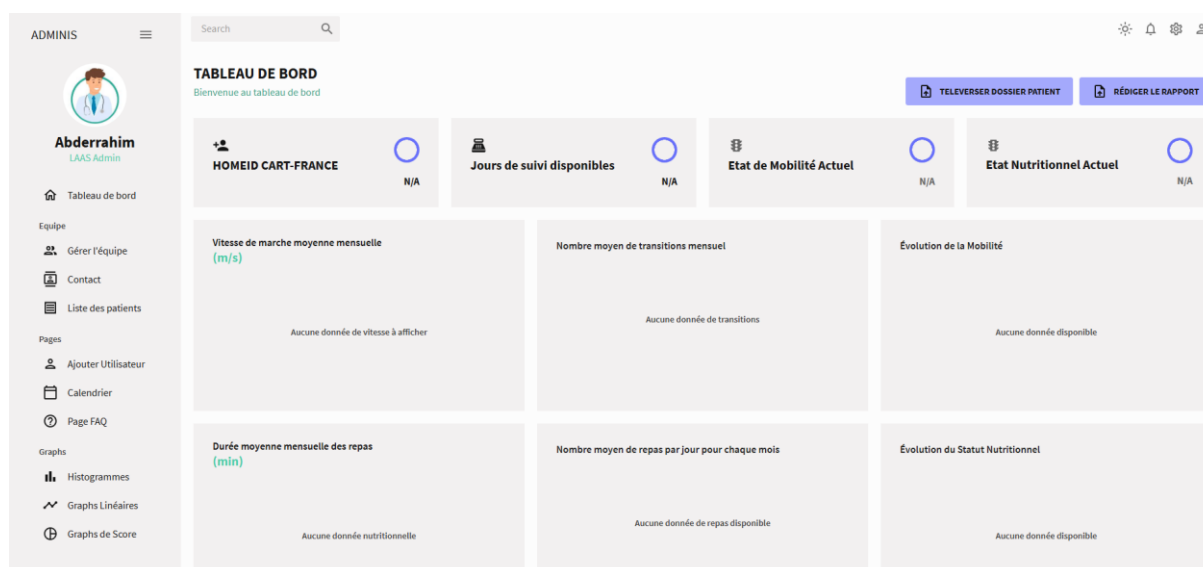 ADMINIS
Search
Abderrahim
LAAS Admin
Tableau de bord
Equipe
Gérer l'équipe
Contact
Liste des patients
Pages
Ajouter Utilisateur
Calendrier
Page FAQ
Graphs
Histogrammes
Graphs Linéaires
Graphs de Score
TABLEAU DE BORD
Bienvenue au tableau de bord
TELEVERSER DOSSIER PATIENT
RÉDIGER LE RAPPORT
HOMEID CART-FRANCE
N/A
Jours de suivi disponibles
N/A
Etat de Mobilité Actuel
N/A
Etat Nutritionnel Actuel
N/A
Vitesse de marche moyenne mensuelle
(m/s)
Aucune donnée de vitesse à afficher
Nombre moyen de transitions mensuel
Aucune donnée de transitions
Évolution de la Mobilité
Aucune donnée disponible
Durée moyenne mensuelle des repas
(min)
Aucune donnée nutritionnelle
Nombre moyen de repas par jour pour chaque mois
Aucune donnée de repas disponible
Évolution du Statut Nutritionnel
Aucune donnée disponible